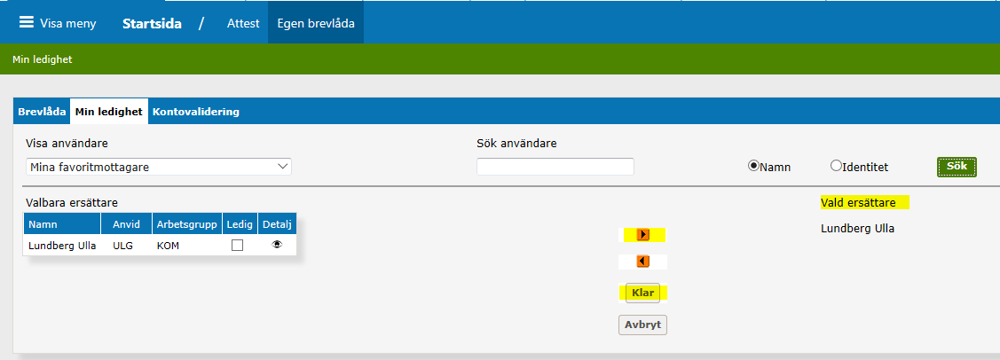 Visa meny Startsida / Attest Egen brevlåda
Min ledighet
Brevlåda Min ledighet Kontovalidering
Visa användare Sök användare
Mina favoritmottagare Namn Identitet Sök
Valbara ersättare Vald ersättare
Namn Anvid Arbetsgrupp Ledig Detalj
Lundberg Ulla ULG KOM Lundberg Ulla
Klar
Avbryt